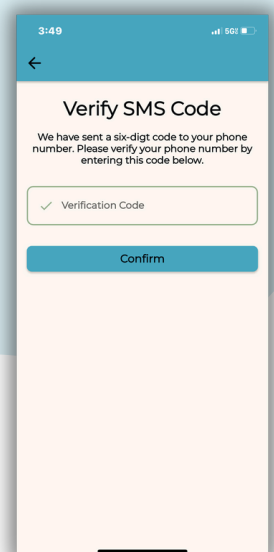 3:49
5G
Verify SMS Code
We have sent a six-digt code to your phone
number. Please verify your phone number by
entering this code below.
Verification Code
Confirm